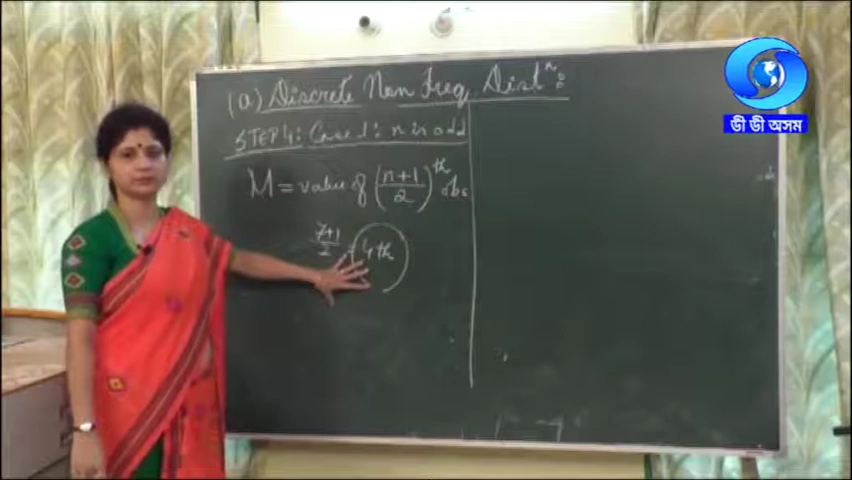 (a) Discrete Non Freq Distⁿ:
STEP 4: Case I: n is odd
M = value of (n+1/2)th obs
7+1/2 = 4th
ডী ডী অসম